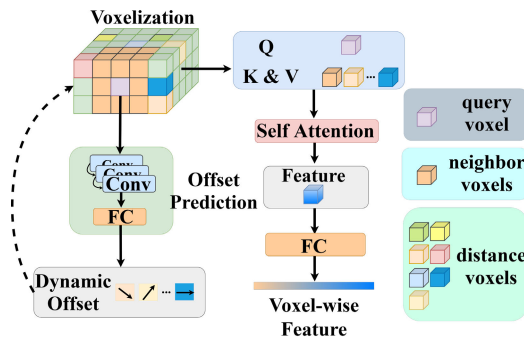 Voxelization
Q
K & V
...
Self Attention
Feature
FC
Voxel-wise
Feature
Conv
Conv
Conv
FC
Offset
Prediction
Dynamic
Offset
...
query
voxel
neighbor
voxels
distance
voxels